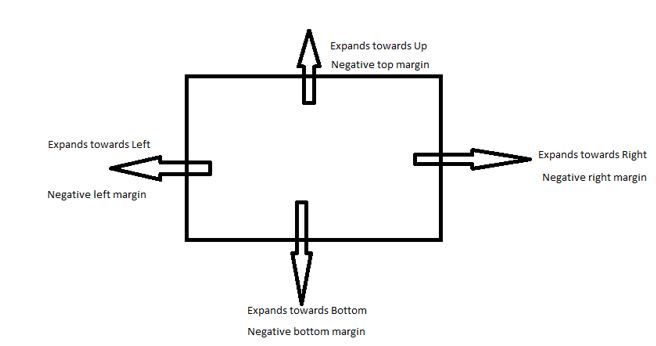 Expands towards Up
Negative top margin
Expands towards Left
Negative left margin
Expands towards Right
Negative right margin
Expands towards Bottom
Negative bottom margin